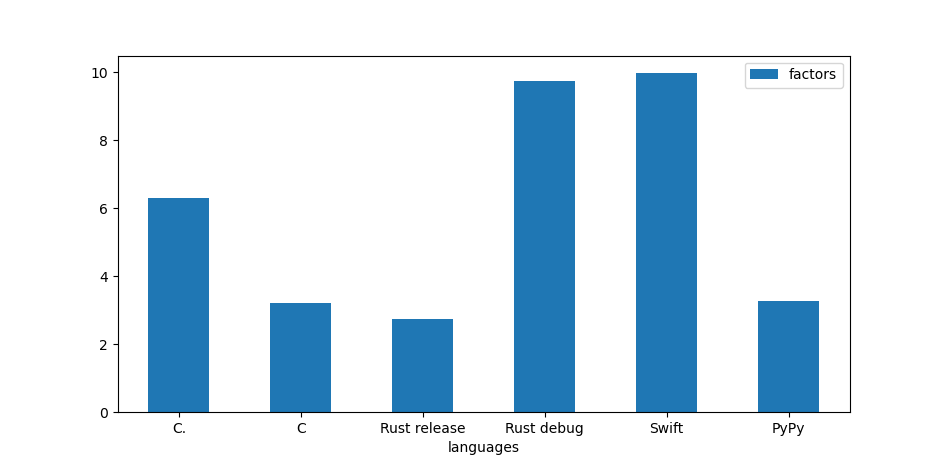 factors
10
8
6
4
2
0
C.
C
Rust release
Rust debug
Swift
PyPy
languages